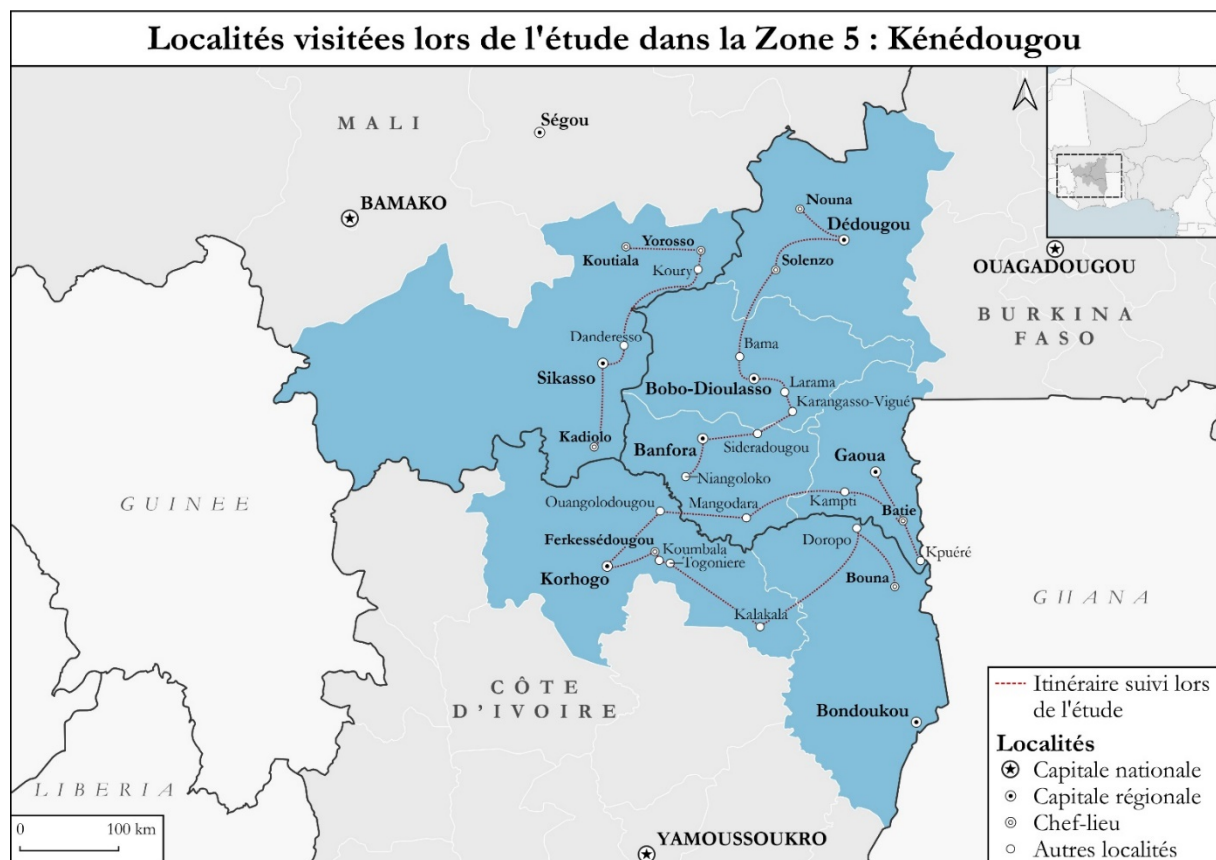 Localités visitées lors de l'étude dans la Zone 5 : Kénédougou
MALI
Ségou
BAMAKO
Nouna
Dédougou
Yorosso
Koutiala
Koury
Solenzo
OUAGADOUGOU
BURKINA
FASO
Danderesso
Bama
Sikasso
Bobo-Dioulasso
Larama
Karangasso-Vigué
Kadiolo
Banfora
Sideradougou
Gaoua
Niangoloko
GUINEE
Ouangolodougou
Mangodara
Kampti
Batie
Ferkessédougou
Koumbala
Togoniere
Doropo
Kpuéré
Korhogo
Bouna
GHANA
Kalakala
CÔTE
D'IVOIRE
Bondoukou
LIBERIA
YAMOUSSOUKRO
0 100 km
Itinéraire suivi lors
de l'étude
Localités
Capitale nationale
Capitale régionale
Chef-lieu
Autres localités